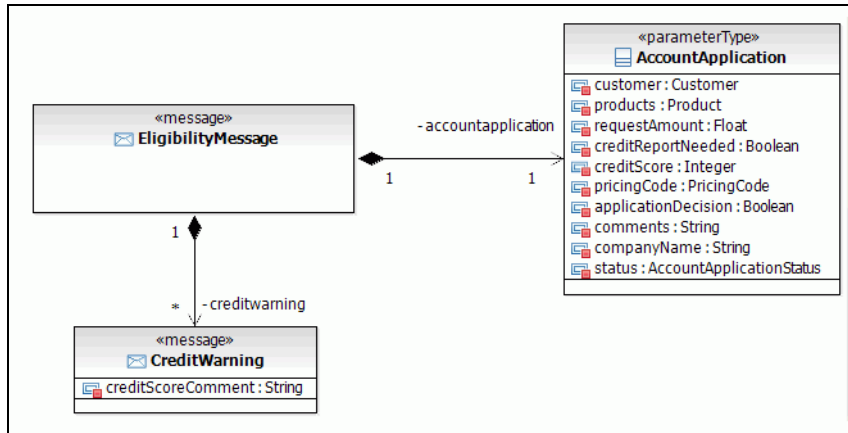 «message»
EligibilityMessage
-accountapplication
1
1
1
*
-creditwarning
«message»
CreditWarning
creditScoreComment : String
«parameterType»
AccountApplication
customer : Customer
products : Product
requestAmount : Float
creditReportNeeded : Boolean
creditScore : Integer
pricingCode : PricingCode
applicationDecision : Boolean
comments : String
companyName : String
status : AccountApplicationStatus